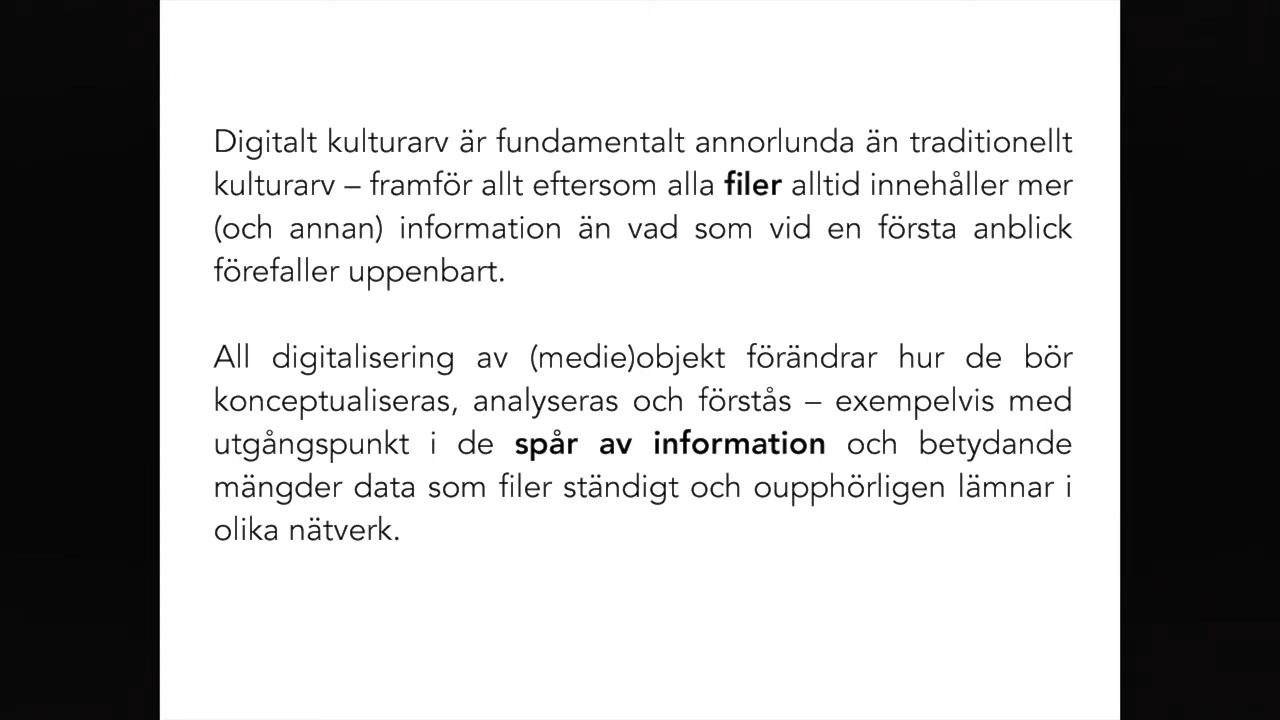 Digitalt kulturarv är fundamentalt annorlunda än traditionellt
kulturarv – framför allt eftersom alla filer alltid innehåller mer
(och annan) information än vad som vid en första anblick
förefaller uppenbart.
All digitalisering av (medie)objekt förändrar hur de bör
konceptualiseras, analyseras och förstås – exempelvis med
utgångspunkt i de spår av information och betydande
mängder data som filer ständigt och oupphörligen lämnar i
olika nätverk.